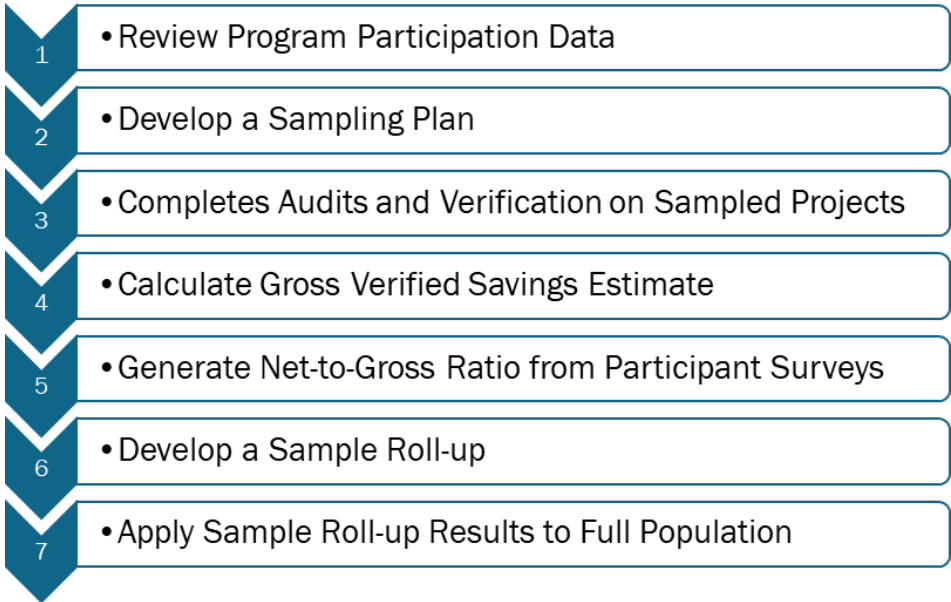 1 • Review Program Participation Data
2 • Develop a Sampling Plan
3 • Completes Audits and Verification on Sampled Projects
4 • Calculate Gross Verified Savings Estimate
5 • Generate Net-to-Gross Ratio from Participant Surveys
6 • Develop a Sample Roll-up
7 • Apply Sample Roll-up Results to Full Population